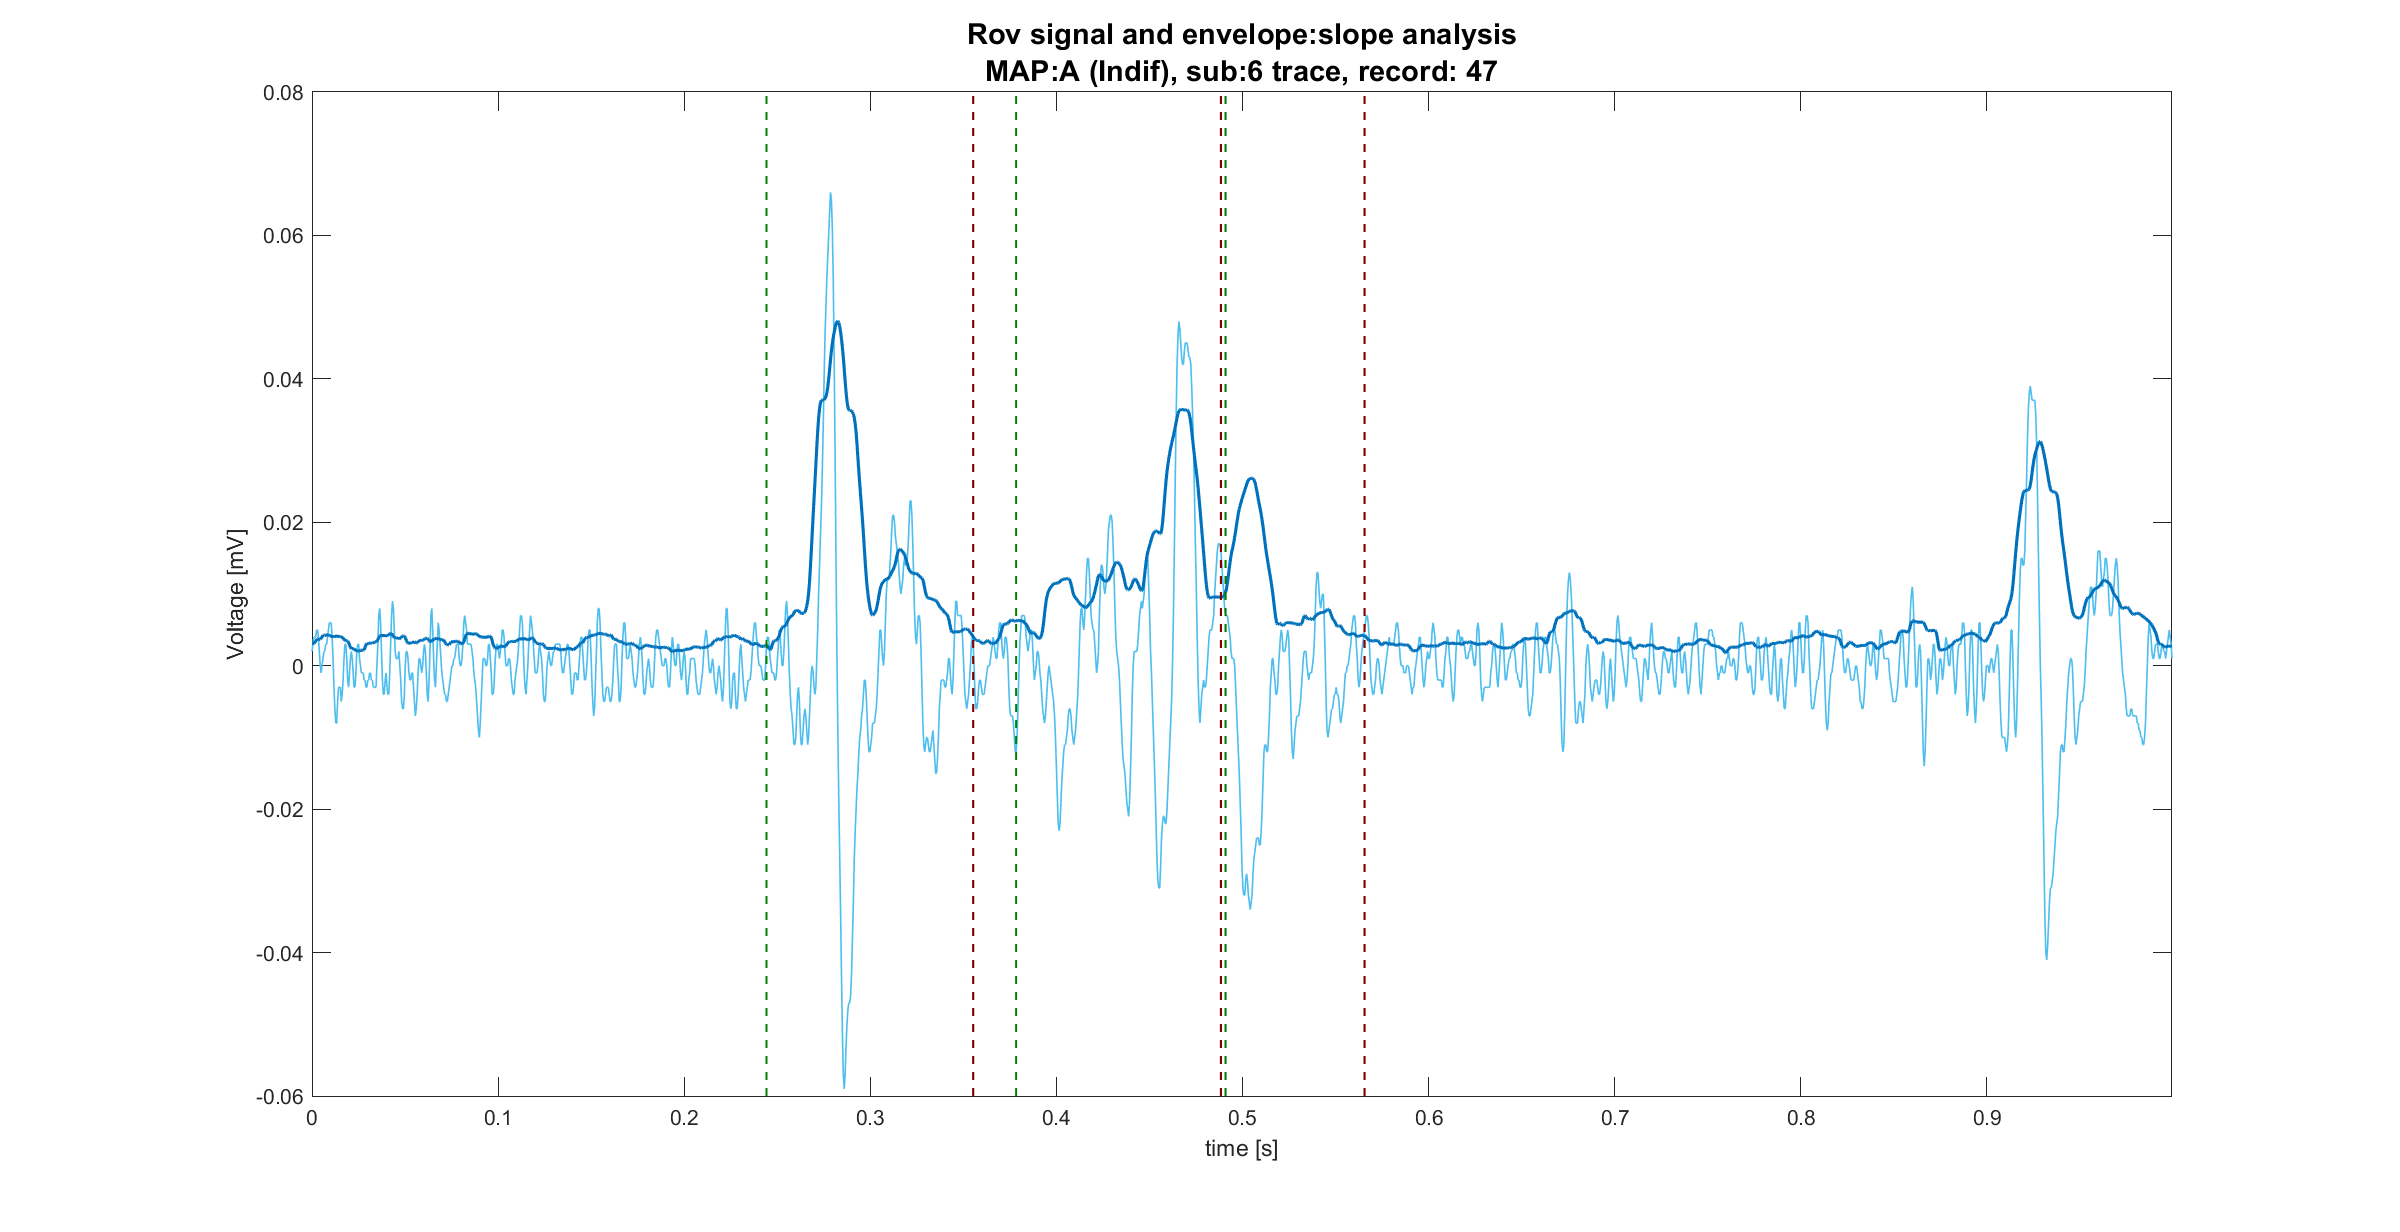 Rov signal and envelope:slope analysis
MAP:A (Indif), sub:6 trace, record: 47
0.08
0.06
0.04
0.02
0
-0.02
-0.04
-0.06
Voltage [mV]
0 0.1 0.2 0.3 0.4 0.5 0.6 0.7 0.8 0.9
time [s]